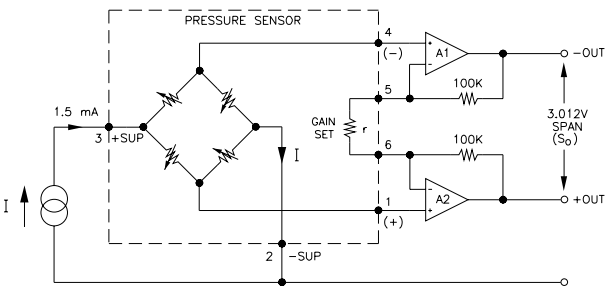 PRESSURE SENSOR
4
(−)
A1
+
−
−OUT
100K
1.5 mA
5
3
+SUP
GAIN
SET
r
3.012V
SPAN
(So)
I
I
6
100K
−
+
A2
+OUT
1
(+)
2
−SUP